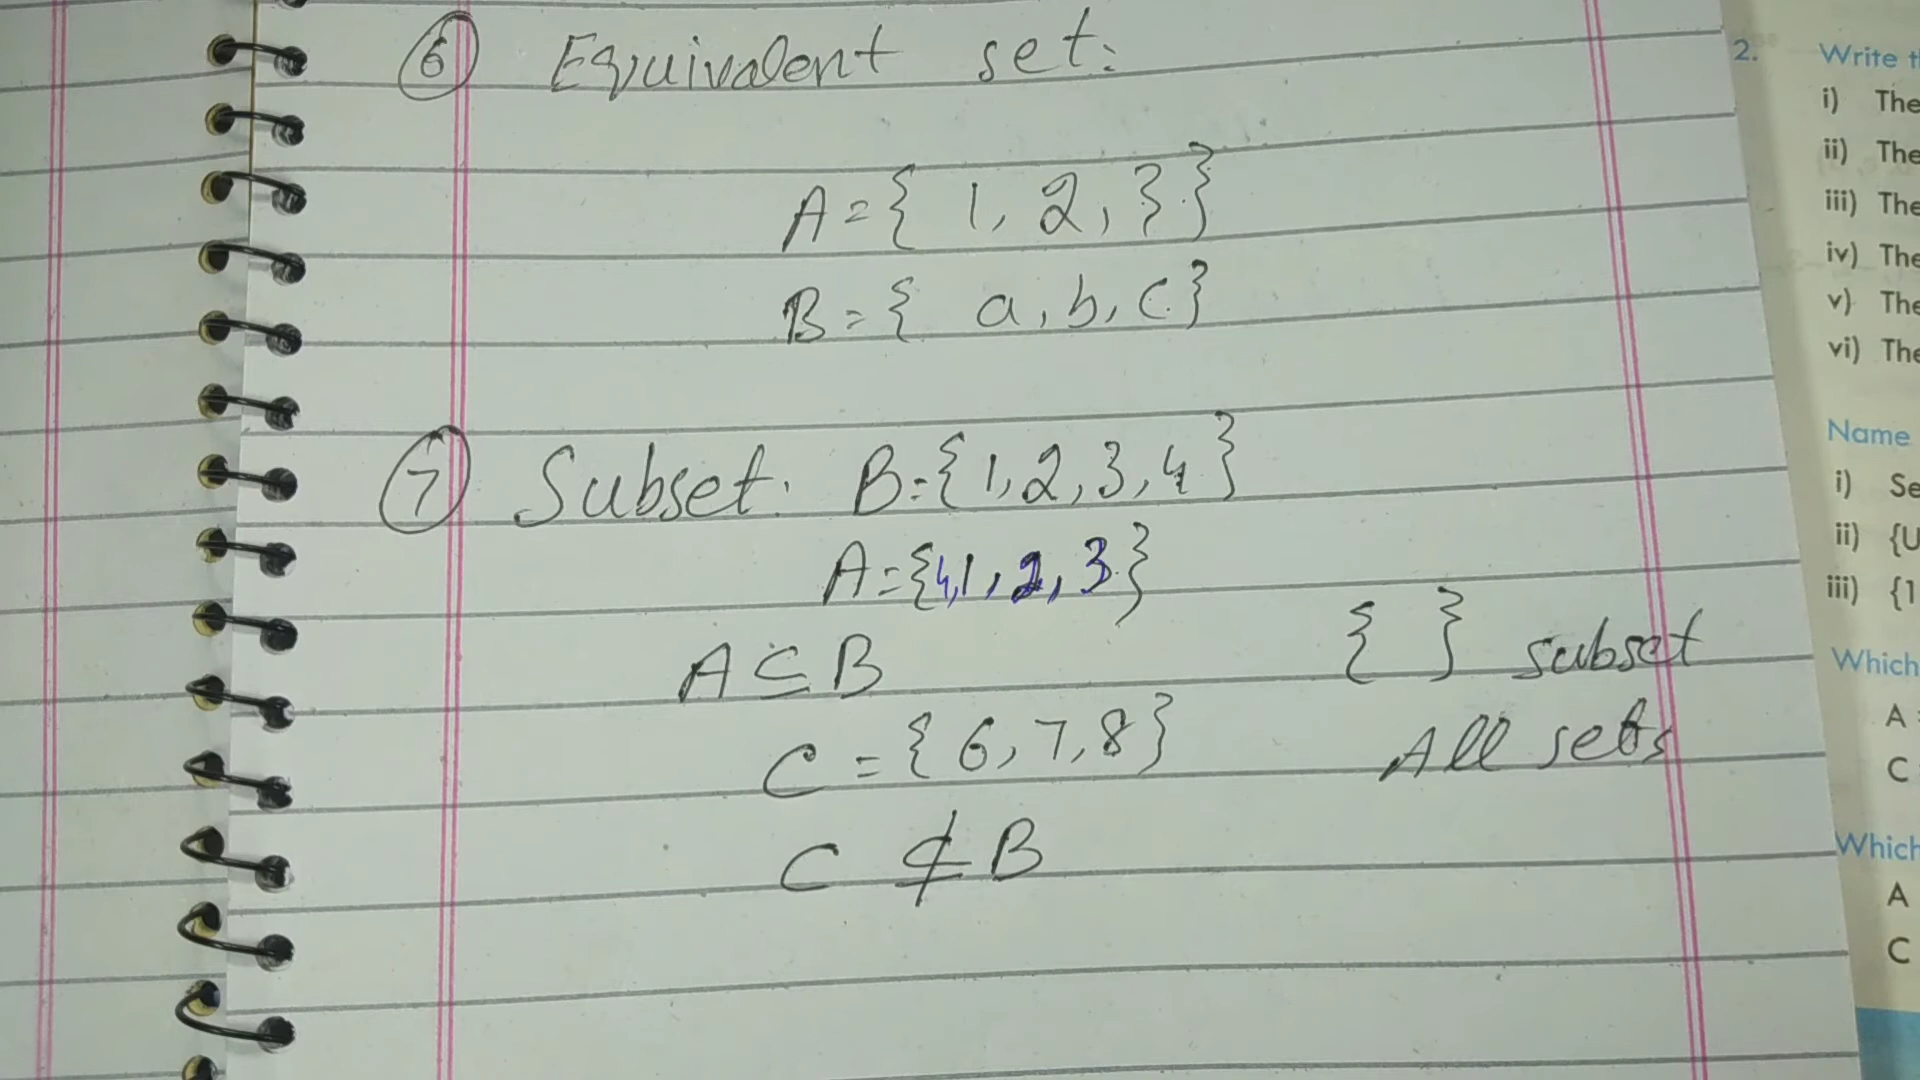 ⑥ Equivalent set:
A = { 1, 2, 3 }
B = { a, b, c }
⑦ Subset. B = {1, 2, 3, 4}
A = {4, 1, 2, 3}
A ⊆ B
{ } subset
C = { 6, 7, 8 }
All sets
C ⊈ B
2. Write
i) The
ii) The
iii) The
iv) The
v) The
vi) The
Name
i) Se
ii) {U
iii) {1
Which
A
C
Which
A
C